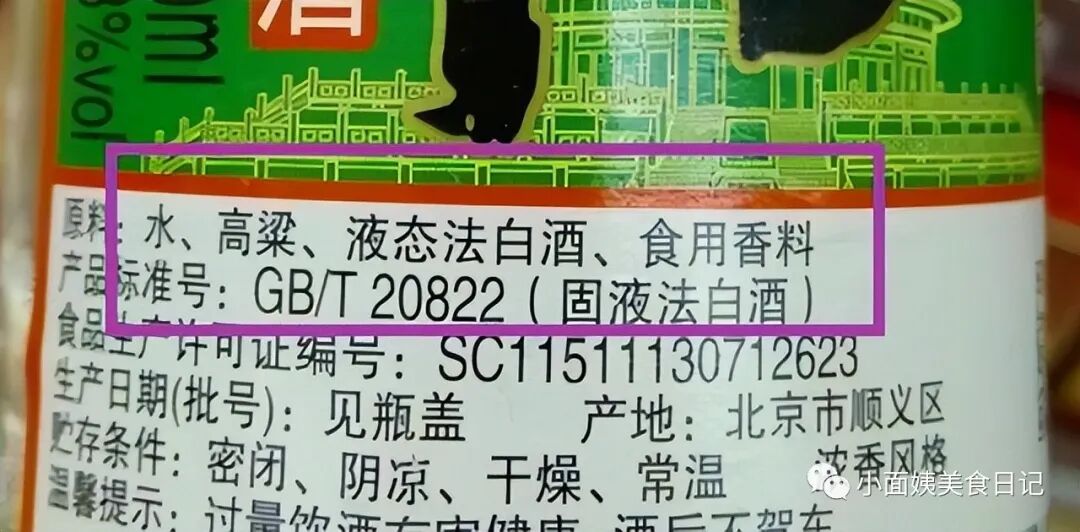 酒
ml
8%vol
原料：水、高粱、液态法白酒、食用香料
产品标准号：GB/T 20822（固液法白酒）
食品生产许可证编号：SC11511130712623
生产日期(批号)：见瓶盖 产地：北京市顺义区
贮存条件：密闭、阴凉、干燥、常温 浓香风格
温馨提示：过量饮酒有害健康 酒后不驾车
小面姨美食日记